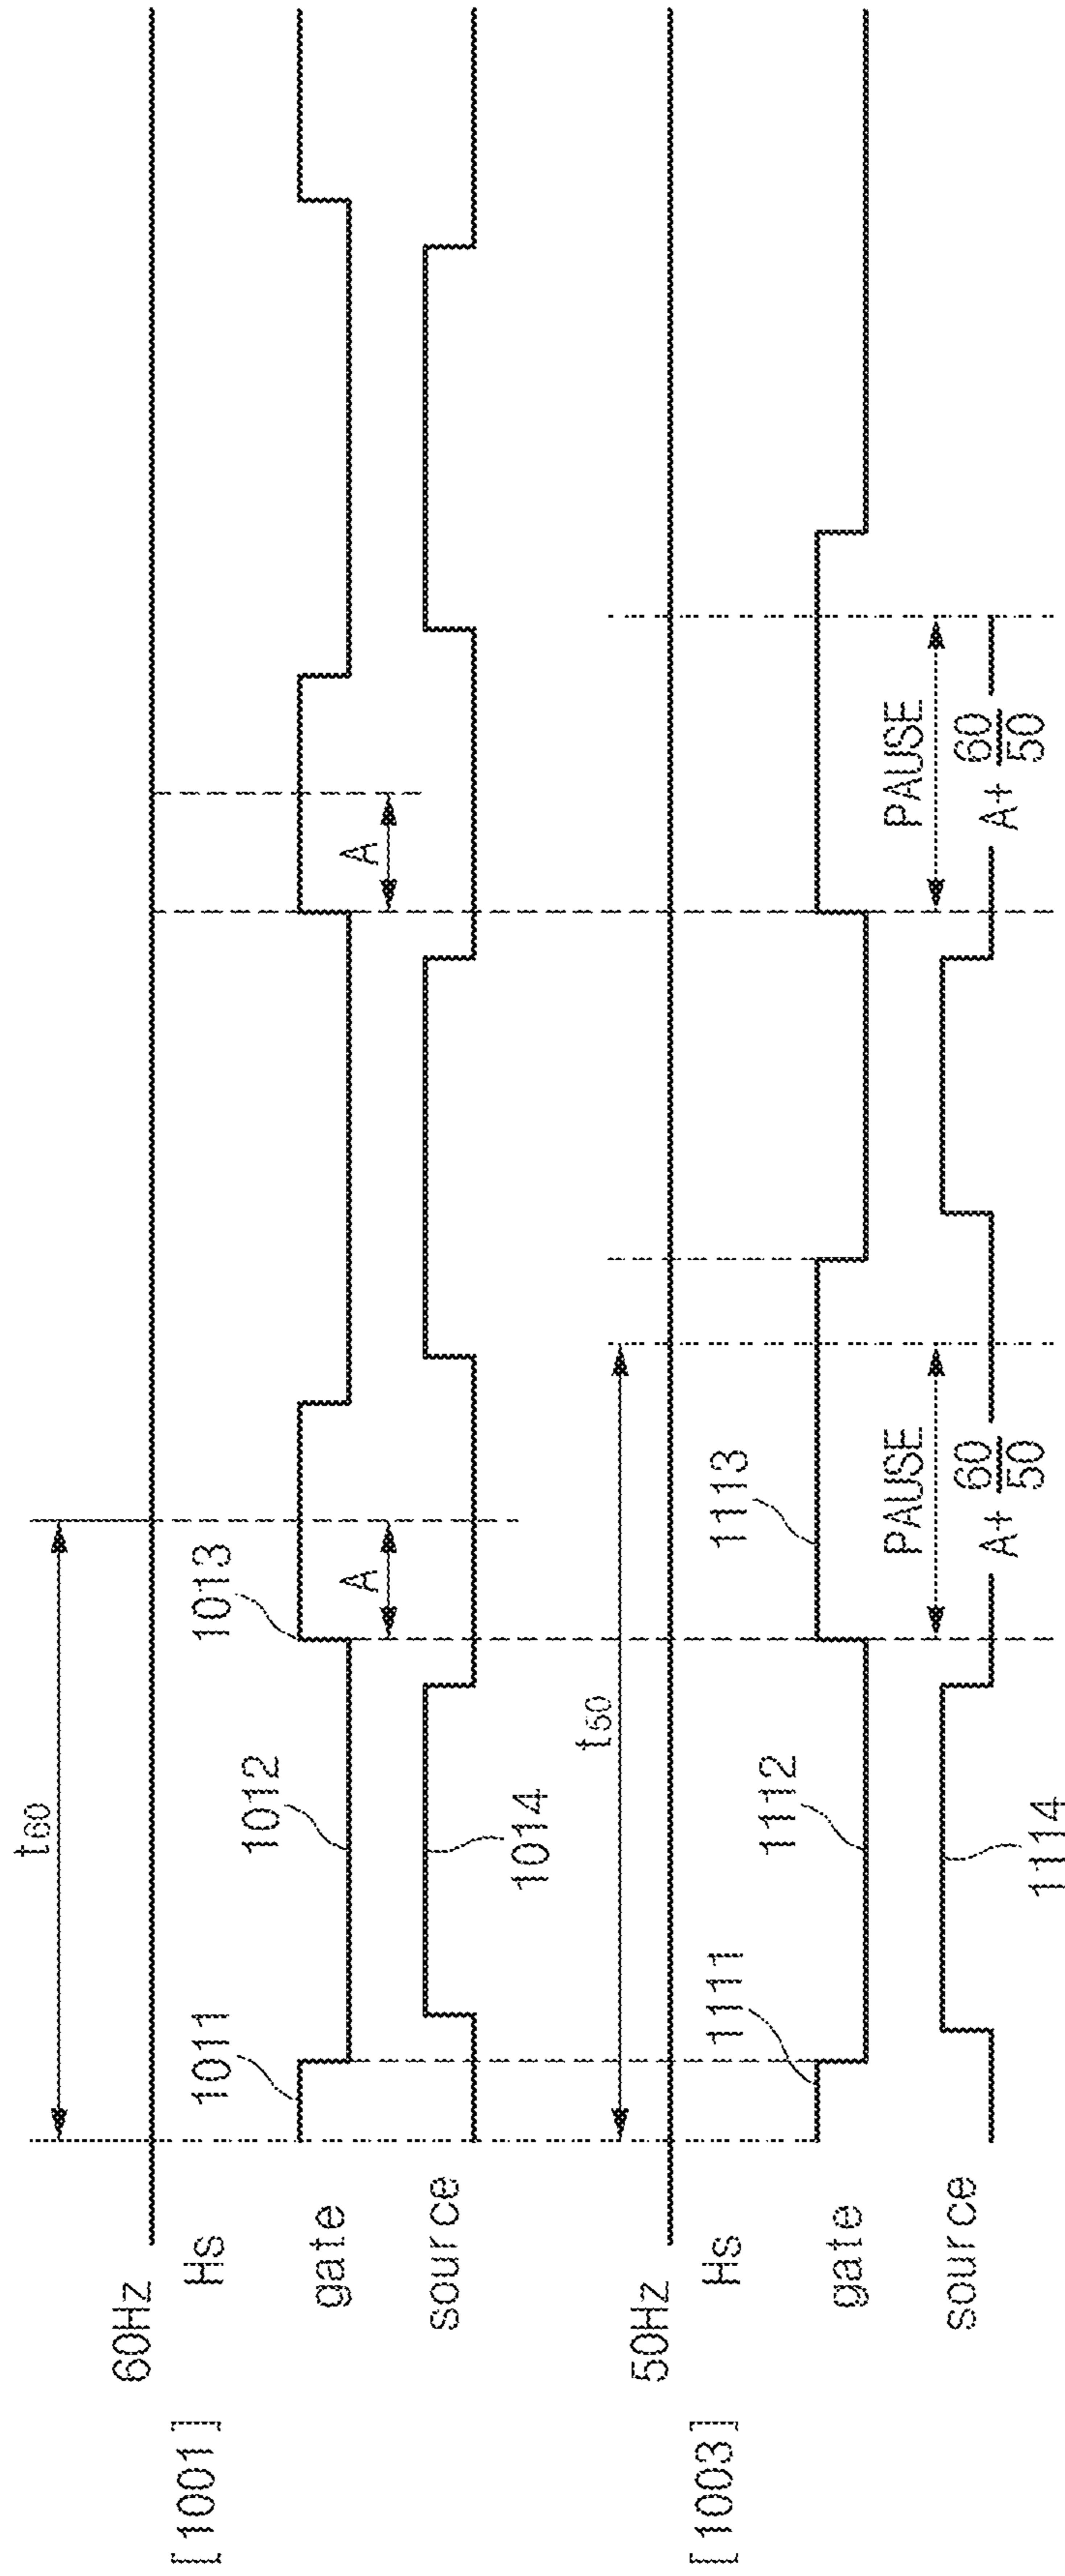 [1001]
60Hz
Hs
gate
source
t60
1011
1012
1013
1014
A
A
[1003]
50Hz
Hs
gate
source
t50
1111
1112
1113
1114
PAUSE
A+ 60/50
PAUSE
A+ 60/50